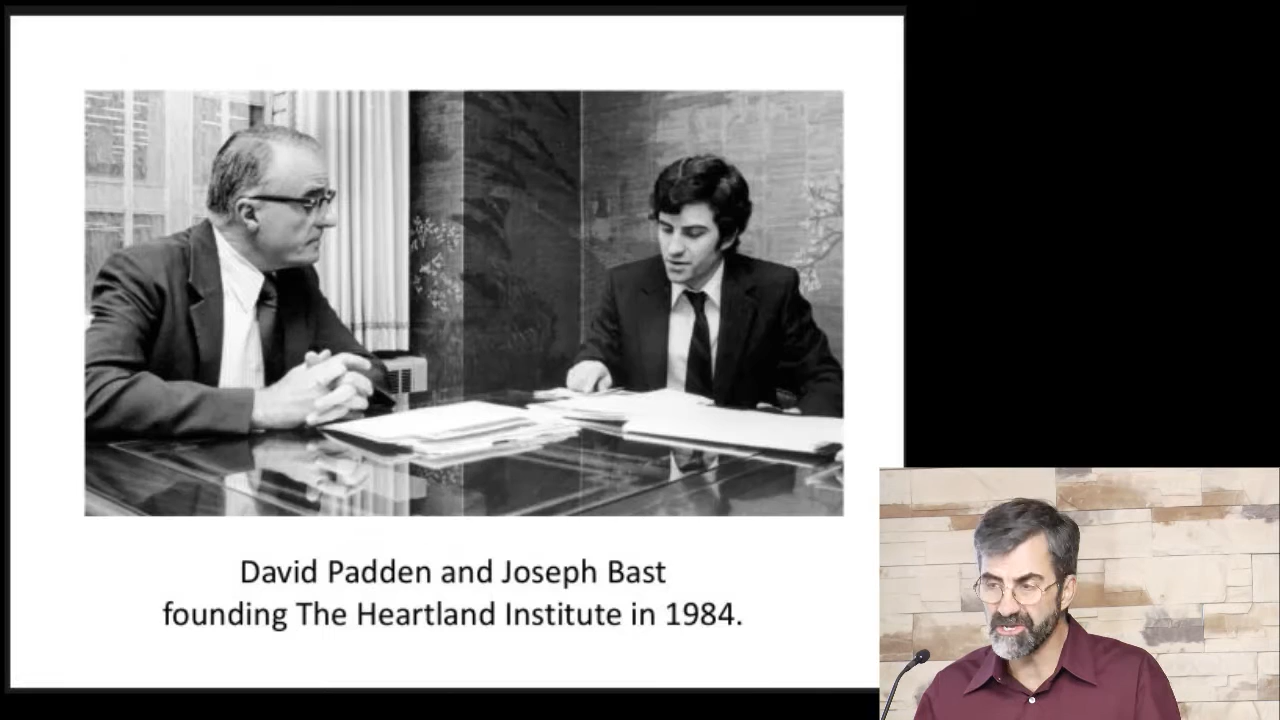 David Padden and Joseph Bast
founding The Heartland Institute in 1984.